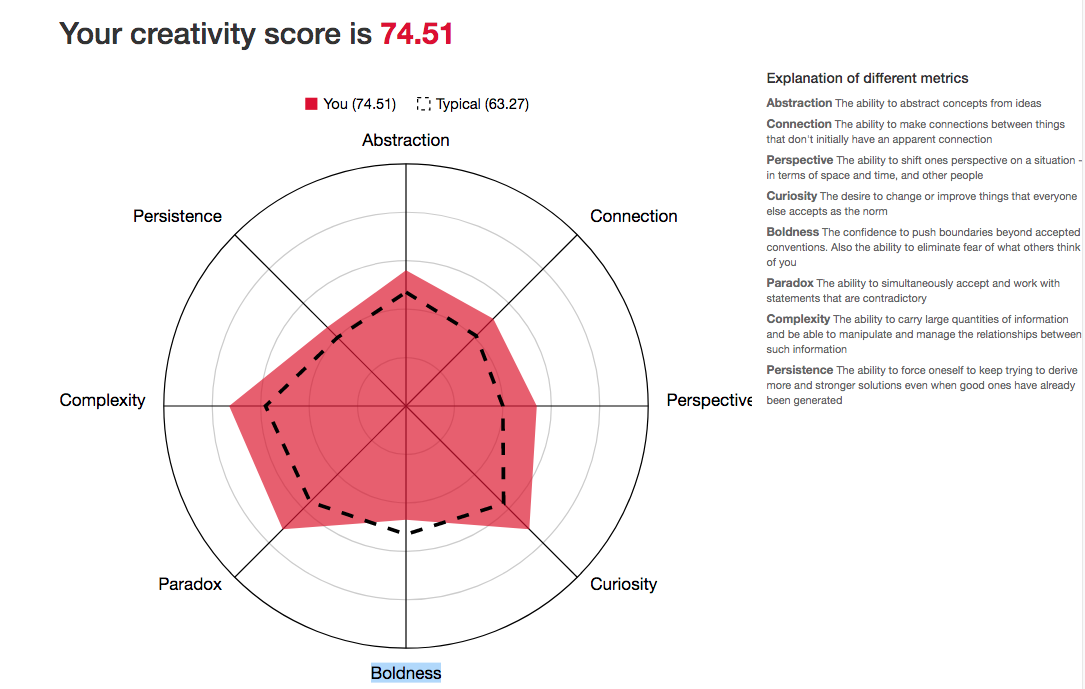 Your creativity score is 74.51
You (74.51) Typical (63.27)
Abstraction
Persistence
Connection
Complexity
Perspective
Paradox
Curiosity
Boldness
Explanation of different metrics
Abstraction The ability to abstract concepts from ideas
Connection The ability to make connections between things
that don't initially have an apparent connection
Perspective The ability to shift ones perspective on a situation -
in terms of space and time, and other people
Curiosity The desire to change or improve things that everyone
else accepts as the norm
Boldness The confidence to push boundaries beyond accepted
conventions. Also the ability to eliminate fear of what others think
of you
Paradox The ability to simultaneously accept and work with
statements that are contradictory
Complexity The ability to carry large quantities of information
and be able to manipulate and manage the relationships between
such information
Persistence The ability to force oneself to keep trying to derive
more and stronger solutions even when good ones have already
been generated